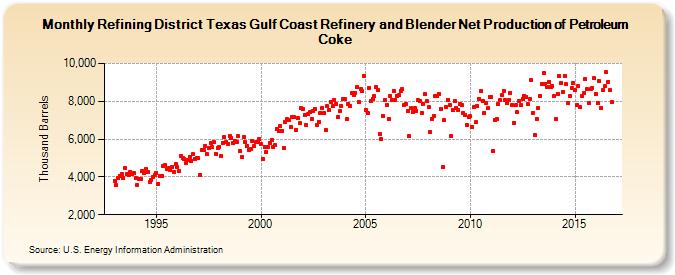 Monthly Refining District Texas Gulf Coast Refinery and Blender Net Production of Petroleum
Coke
Thousand Barrels
10,000
8,000
6,000
4,000
2,000
1995
2000
2005
2010
2015
Source: U.S. Energy Information Administration